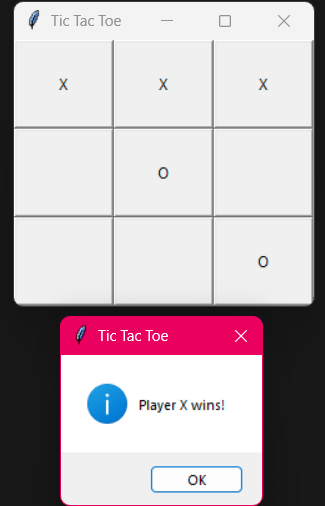 Tic Tac Toe
X X X
O
O
Tic Tac Toe
Player X wins!
OK